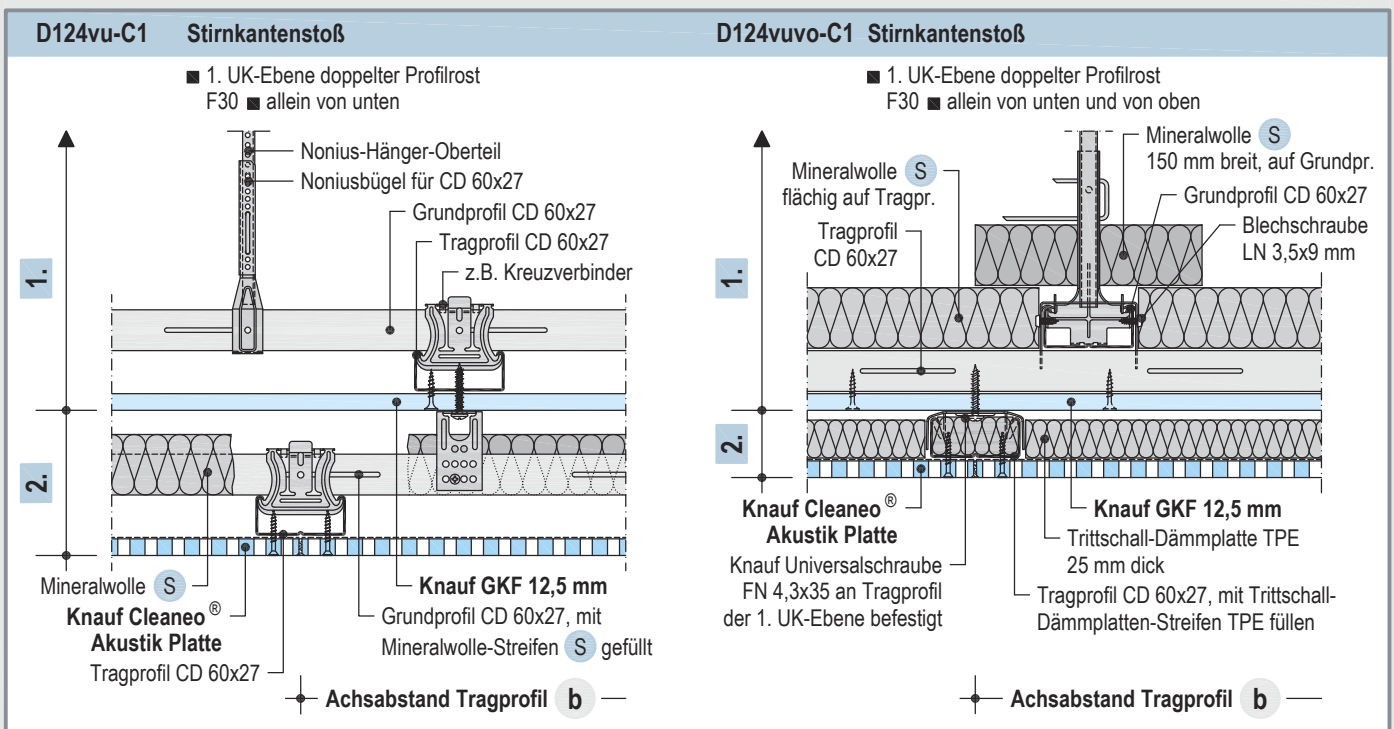 D124vu-C1 Stirnkantenstoß
■ 1. UK-Ebene doppelter Profilrost
F30 ■ allein von unten
Nonius-Hänger-Oberteil
Noniusbügel für CD 60x27
Grundprofil CD 60x27
Tragprofil CD 60x27
z.B. Kreuzverbinder
1.
2.
Mineralwolle S
Knauf Cleaneo®
Akustik Platte
Tragprofil CD 60x27
Knauf GKF 12,5 mm
Grundprofil CD 60x27, mit
Mineralwolle-Streifen S gefüllt
Achsabstand Tragprofil b
D124vuvo-C1 Stirnkantenstoß
■ 1. UK-Ebene doppelter Profilrost
F30 ■ allein von unten und von oben
Mineralwolle S
flächig auf Tragpr.
Tragprofil
CD 60x27
Mineralwolle S
150 mm breit, auf Grundpr.
Grundprofil CD 60x27
Blechschraube
LN 3,5x9 mm
1.
2.
Knauf Cleaneo®
Akustik Platte
Knauf Universalschraube
FN 4,3x35 an Tragprofil
der 1. UK-Ebene befestigt
Knauf GKF 12,5 mm
Trittschall-Dämmplatte TPE
25 mm dick
Tragprofil CD 60x27, mit Trittschall-
Dämmplatten-Streifen TPE füllen
Achsabstand Tragprofil b